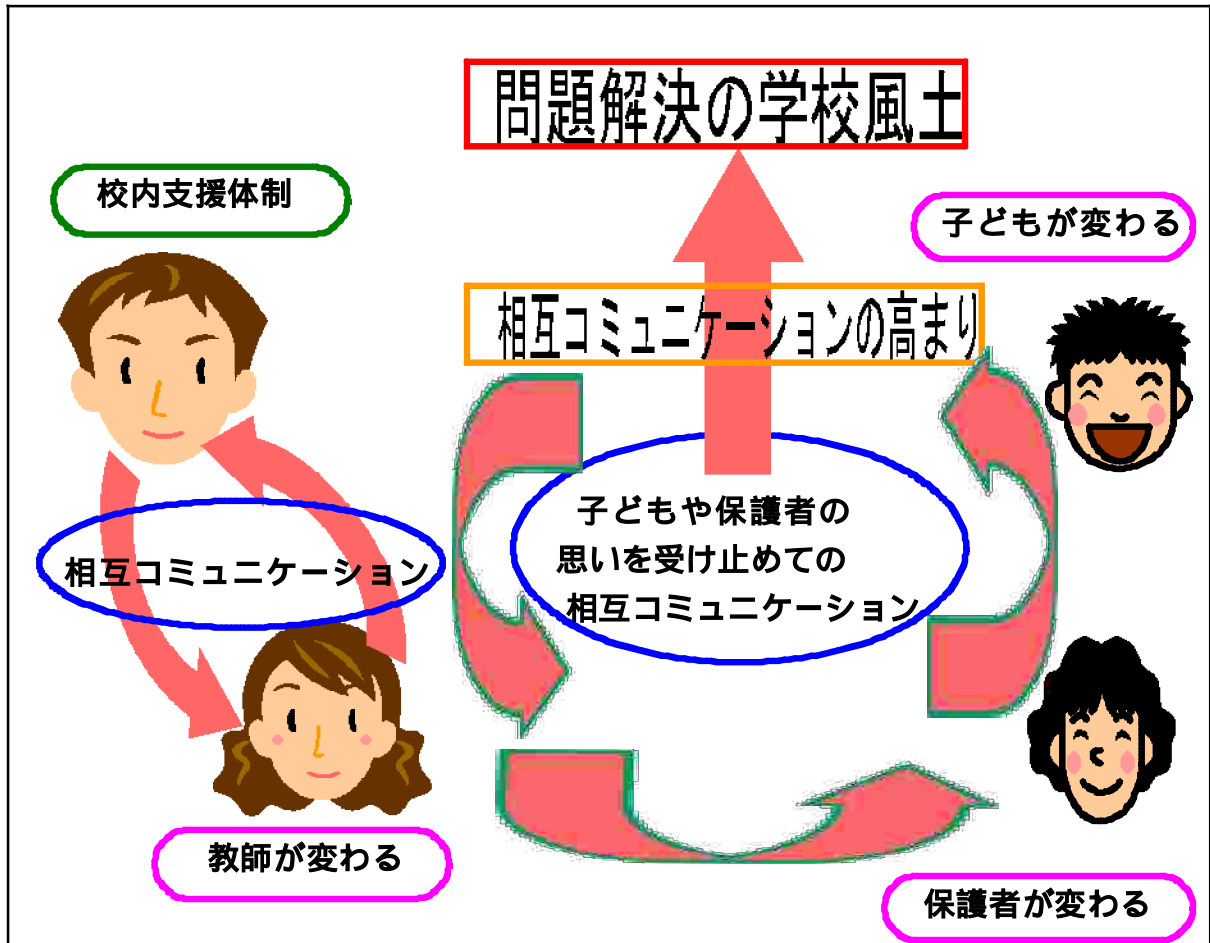 問題解決の学校風土
校内支援体制
子どもが変わる
相互コミュニケーションの高まり
子どもや保護者の
思いを受け止めての
相互コミュニケーション
相互コミュニケーション
教師が変わる
保護者が変わる